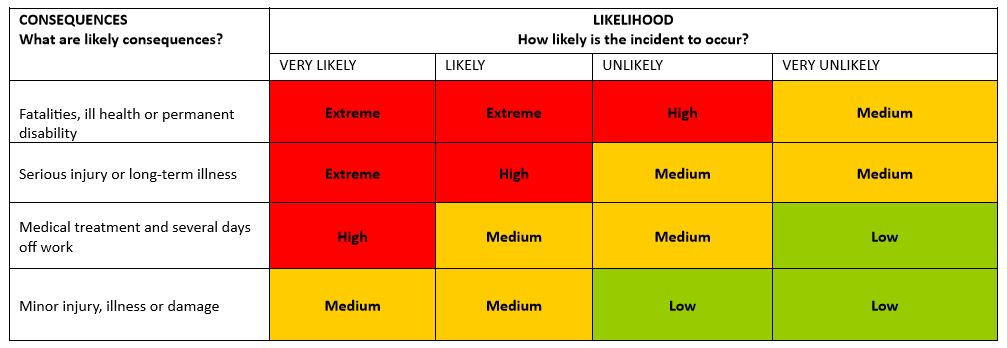 CONSEQUENCES
What are likely consequences?
LIKELIHOOD
How likely is the incident to occur?
VERY LIKELY
LIKELY
UNLIKELY
VERY UNLIKELY
Fatalities, ill health or permanent
disability
Extreme
Extreme
High
Medium
Serious injury or long-term illness
Extreme
High
Medium
Medium
Medical treatment and several days
off work
High
Medium
Medium
Low
Minor injury, illness or damage
Medium
Medium
Low
Low